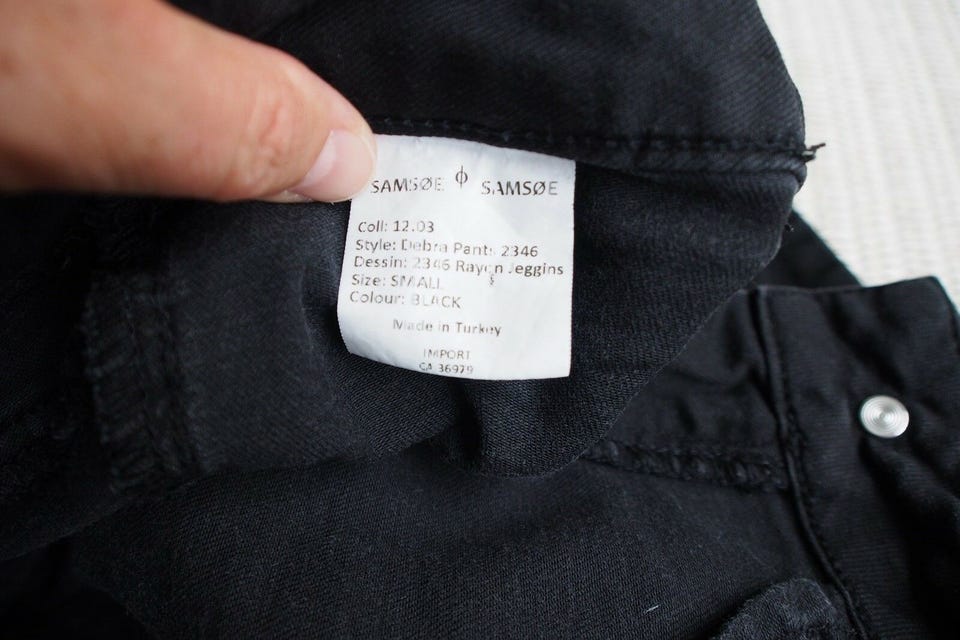 SAMSØE ϕ SAMSØE
Coll: 12.03
Style: Debra Pants 2346
Dessin: 2346 Rayon Jeggins
Size: SMALL
Colour: BLACK
Made in Turkey
IMPORT
CA 36979